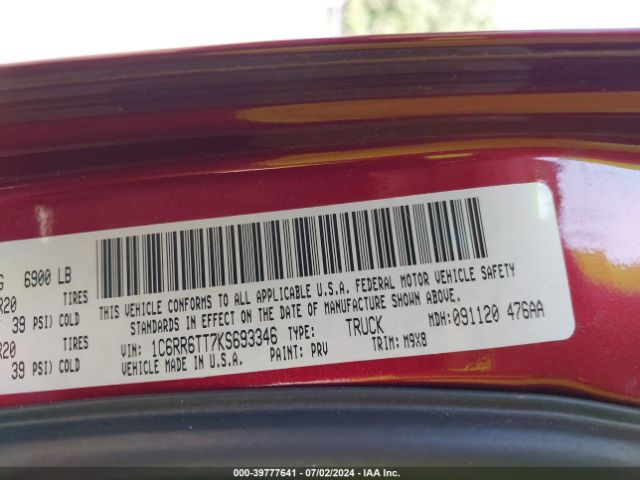 G 6900 LB
R20 TIRES
39 PSI) COLD
R20 TIRES
39 PSI) COLD
THIS VEHICLE CONFORMS TO ALL APPLICABLE U.S.A. FEDERAL MOTOR VEHICLE SAFETY
STANDARDS IN EFFECT ON THE DATE OF MANUFACTURE SHOWN ABOVE.
VIN: 1C6RR6TT7KS693346 TYPE: TRUCK MDH: 091120 476AA
VEHICLE MADE IN U.S.A. PAINT: PRV TRIM: M9XB
000-39777641 / 07/02/2024 - IAA Inc.